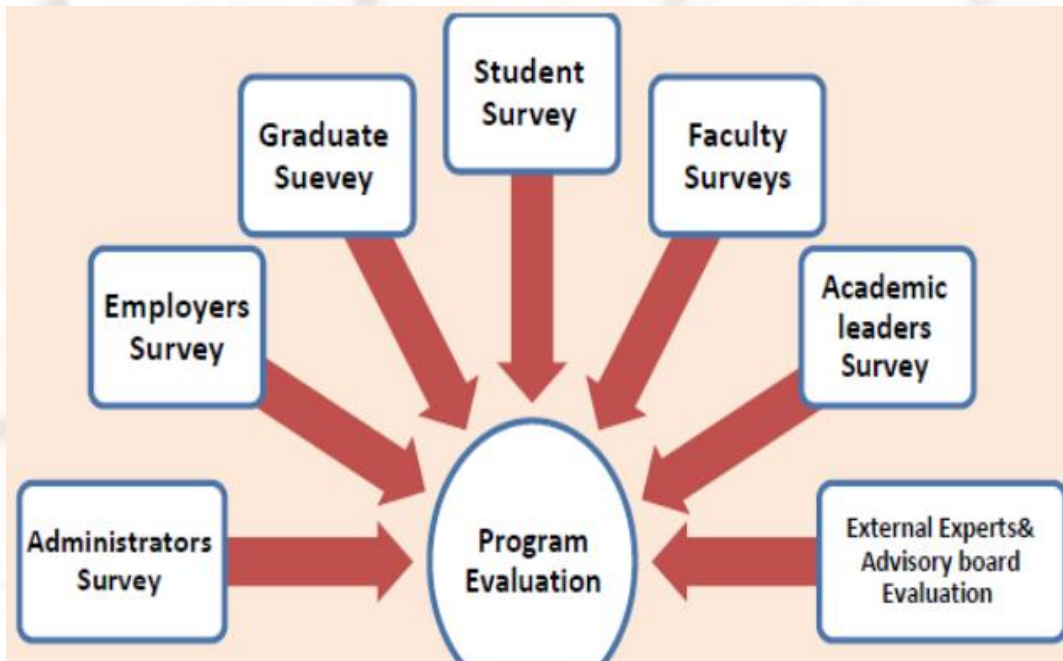 Student
Survey
Graduate
Suevey
Faculty
Surveys
Employers
Survey
Academic
leaders
Survey
Administrators
Survey
Program
Evaluation
External Experts&
Advisory board
Evaluation